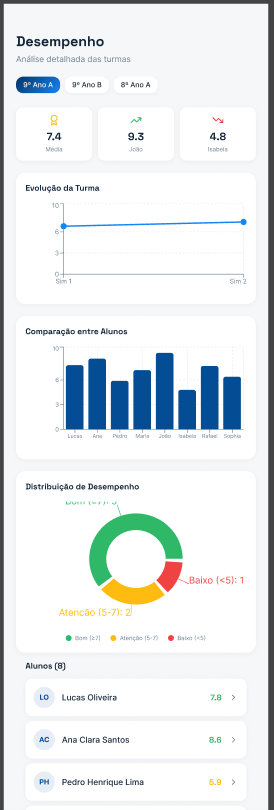 Desempenho
Análise detalhada das turmas
9º Ano A
9º Ano B
8º Ano A
7.4
Média
9.3
João
4.8
Isabela
Evolução da Turma
10
6
3
0
Sim 1
Sim 2
Comparação entre Alunos
10
6
3
0
Lucas
Ana
Pedro
Maria
João
Isabela
Rafael
Sophia
Distribuição de Desempenho
Bom (≥7): 5
Baixo (<5): 1
Atenção (5-7): 2
Bom (≥7)
Atenção (5-7)
Baixo (<5)
Alunos (8)
LO
Lucas Oliveira
7.8
AC
Ana Clara Santos
8.6
PH
Pedro Henrique Lima
5.9